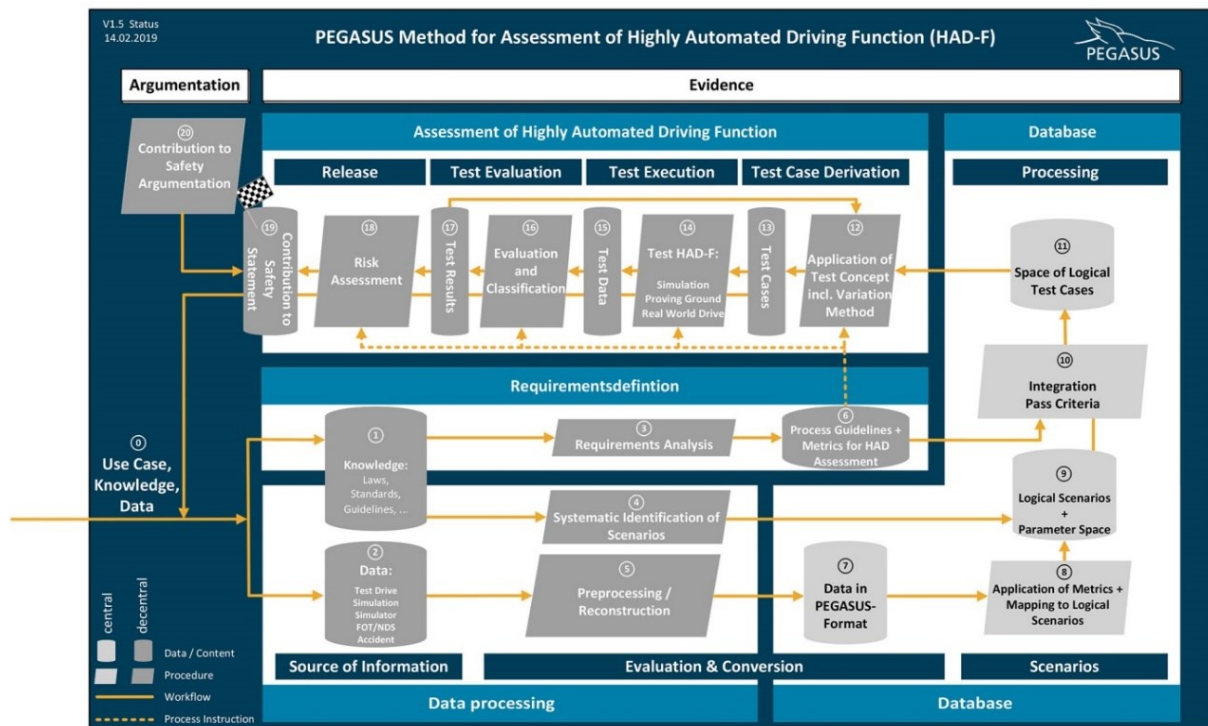 V1.5 Status
14.02.2019
PEGASUS Method for Assessment of Highly Automated Driving Function (HAD-F)
PEGASUS
Argumentation
Evidence
Assessment of Highly Automated Driving Function
Database
Release
Test Evaluation
Test Execution
Test Case Derivation
Processing
20
Contribution to
Safety
Argumentation
19
Contribution to
Safety
Statement
18
Risk
Assessment
17
Test Results
16
Evaluation
and
Classification
15
Test Data
14
Test HAD-F:
Simulation
Proving Ground
Real World Drive
13
Test Cases
12
Application of
Test Concept
incl. Variation
Method
11
Space of Logical
Test Cases
10
Integration
Pass Criteria
Requirementsdefintion
0
Use Case,
Knowledge,
Data
1
Knowledge:
Laws,
Standards,
Guidelines, ...
3
Requirements Analysis
6
Process Guidelines +
Metrics for HAD
Assessment
4
Systematic Identification of
Scenarios
9
Logical Scenarios
+
Parameter Space
2
Data:
Test Drive
Simulation
Simulator
FOT/NDS
Accident
5
Preprocessing /
Reconstruction
7
Data in
PEGASUS-
Format
8
Application of Metrics +
Mapping to Logical
Scenarios
central
decentral
Data / Content
Procedure
Workflow
Process Instruction
Source of Information
Evaluation & Conversion
Scenarios
Data processing
Database